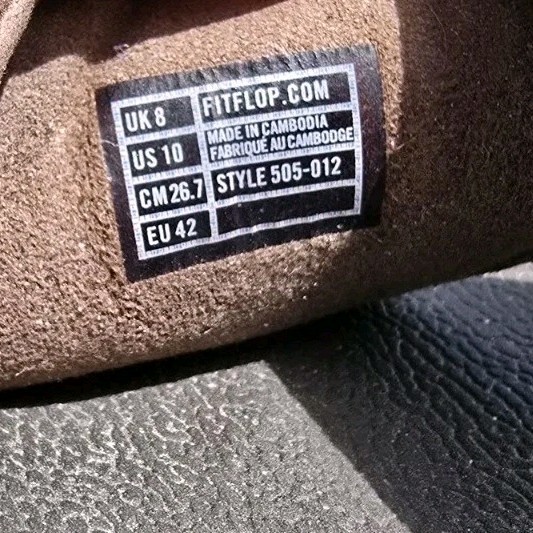 UK 8
US 10
CM 26.7
EU 42
FITFLOP.COM
MADE IN CAMBODIA
FABRIQUÉ AU CAMBODGE
STYLE 505-012